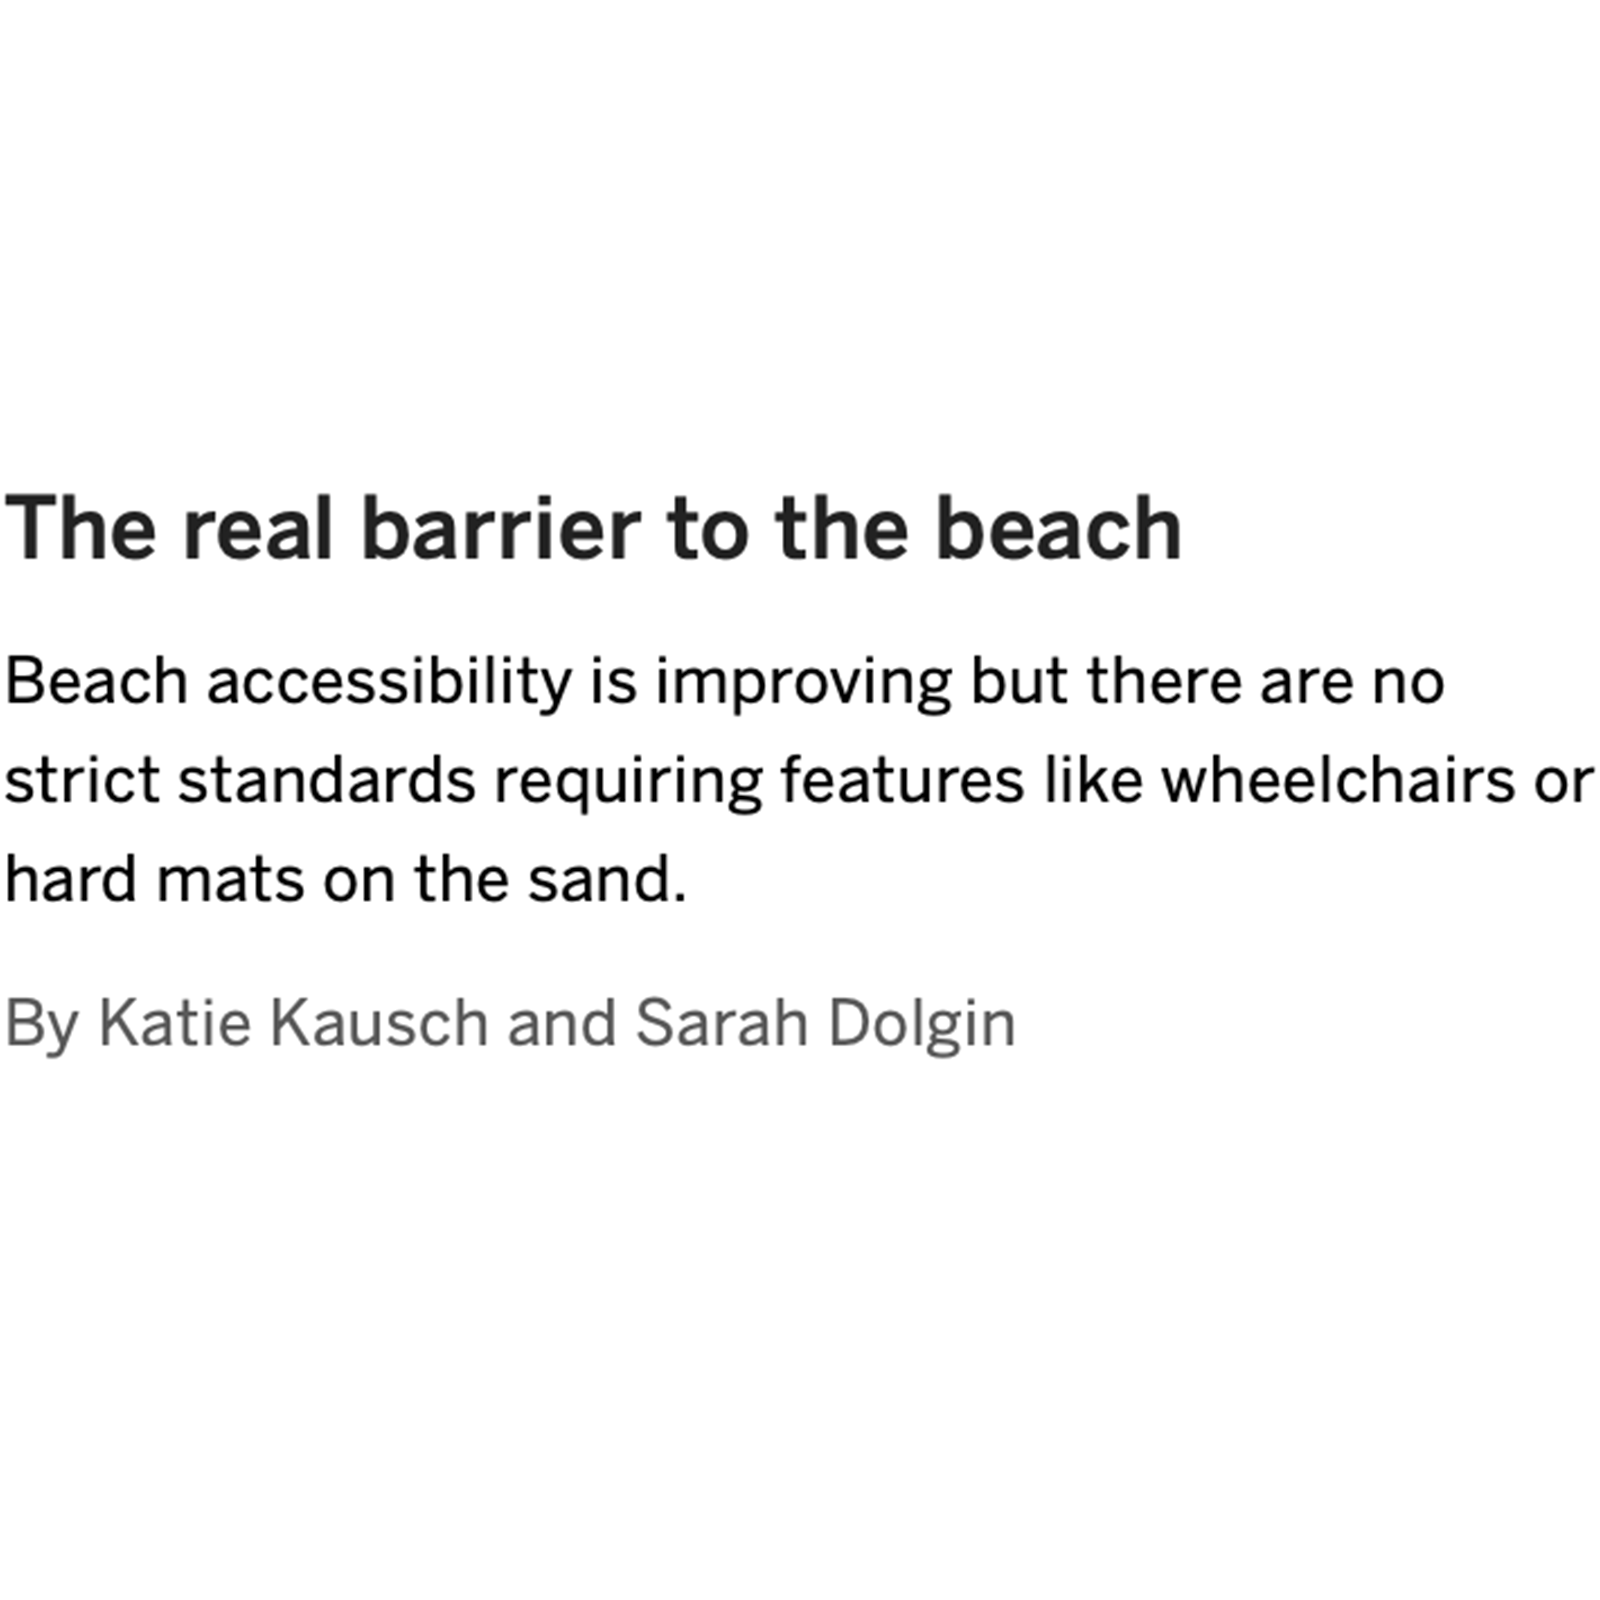 The real barrier to the beach
Beach accessibility is improving but there are no
strict standards requiring features like wheelchairs or
hard mats on the sand.
By Katie Kausch and Sarah Dolgin